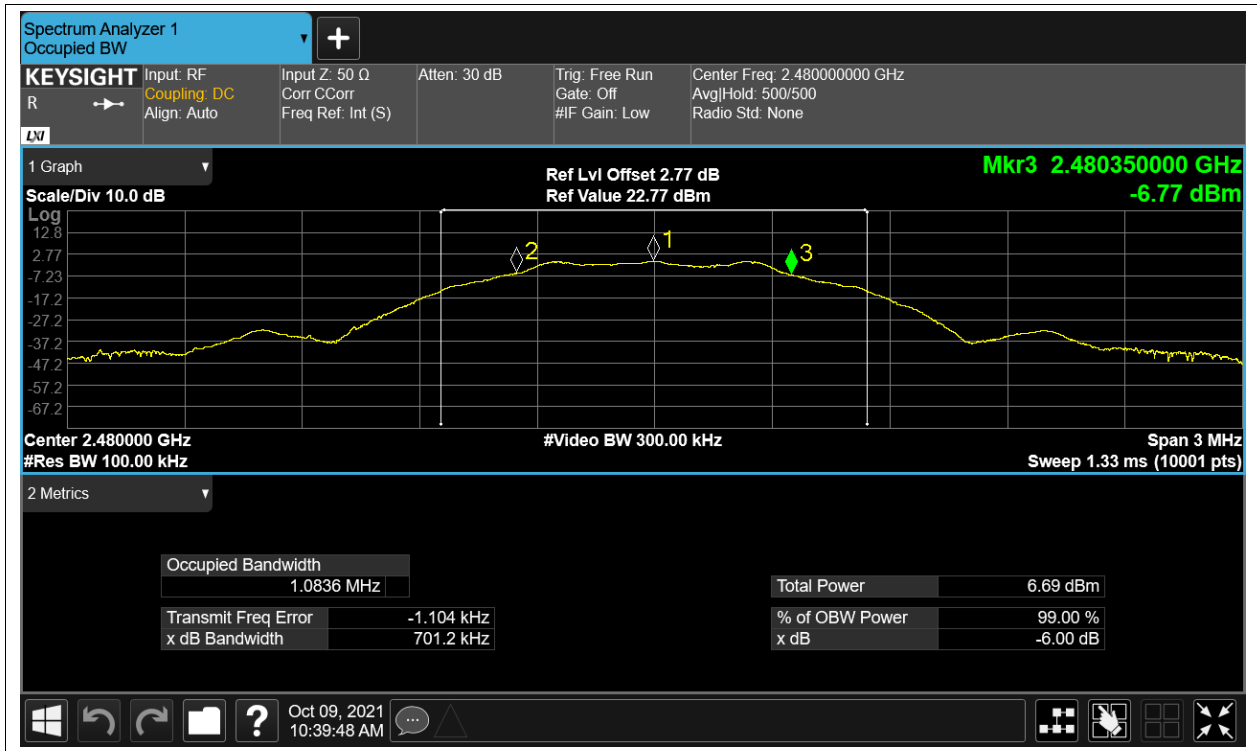 Spectrum Analyzer 1
Occupied BW
KEYSIGHT
R
LXI
Input: RF
Coupling: DC
Align: Auto
Input Z: 50 Ω
Corr CCorr
Freq Ref: Int (S)
Atten: 30 dB
Trig: Free Run
Gate: Off
#IF Gain: Low
Center Freq: 2.480000000 GHz
Avg|Hold: 500/500
Radio Std: None
1 Graph
Scale/Div 10.0 dB
Ref Lvl Offset 2.77 dB
Ref Value 22.77 dBm
Mkr3 2.480350000 GHz
-6.77 dBm
Log
12.8
2.77
-7.23
-17.2
-27.2
-37.2
-47.2
-57.2
-67.2
2
1
3
Center 2.480000 GHz
#Res BW 100.00 kHz
#Video BW 300.00 kHz
Span 3 MHz
Sweep 1.33 ms (10001 pts)
2 Metrics
Occupied Bandwidth
1.0836 MHz
Transmit Freq Error -1.104 kHz
x dB Bandwidth 701.2 kHz
Total Power 6.69 dBm
% of OBW Power 99.00 %
x dB -6.00 dB
?
Oct 09, 2021
10:39:48 AM